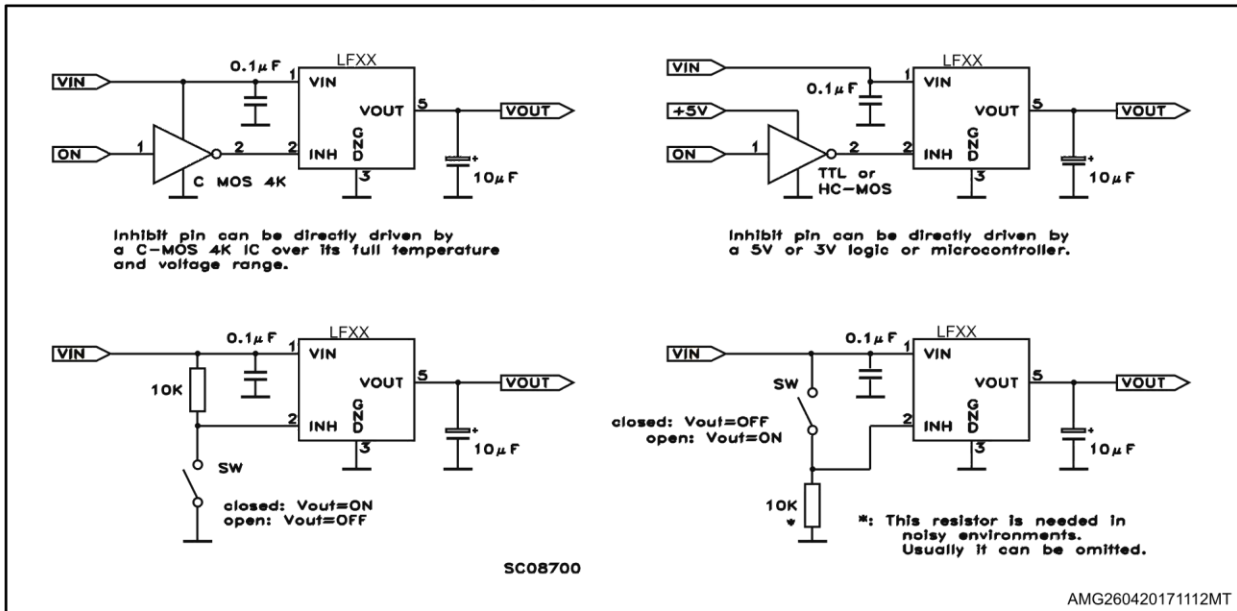 LFXX
0.1μF
VIN
1
VIN
VOUT
5
VOUT
ON
1
2
2
INH
GND
3
C MOS 4K
+
10μF
Inhibit pin can be directly driven by
a C-MOS 4K IC over its full temperature
and voltage range.
LFXX
VIN
0.1μF
1
VIN
+5V
VOUT
5
VOUT
ON
1
2
2
INH
GND
3
TTL or
HC-MOS
+
10μF
Inhibit pin can be directly driven by
a 5V or 3V logic or microcontroller.
LFXX
0.1μF
VIN
1
VIN
10K
VOUT
5
VOUT
2
INH
GND
3
+
10μF
SW
closed: Vout=ON
open: Vout=OFF
LFXX
0.1μF
VIN
1
VIN
SW
VOUT
5
VOUT
closed: Vout=OFF
open: Vout=ON
2
INH
GND
3
+
10μF
10K
*
*: This resistor is needed in
noisy environments.
Usually it can be omitted.
SC08700
AMG260420171112MT